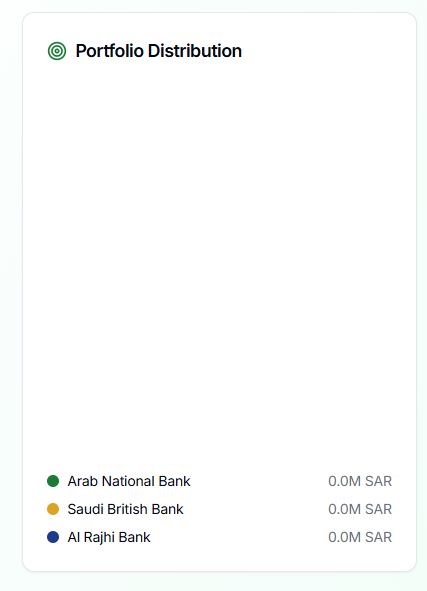 Portfolio Distribution
Arab National Bank 0.0M SAR
Saudi British Bank 0.0M SAR
Al Rajhi Bank 0.0M SAR